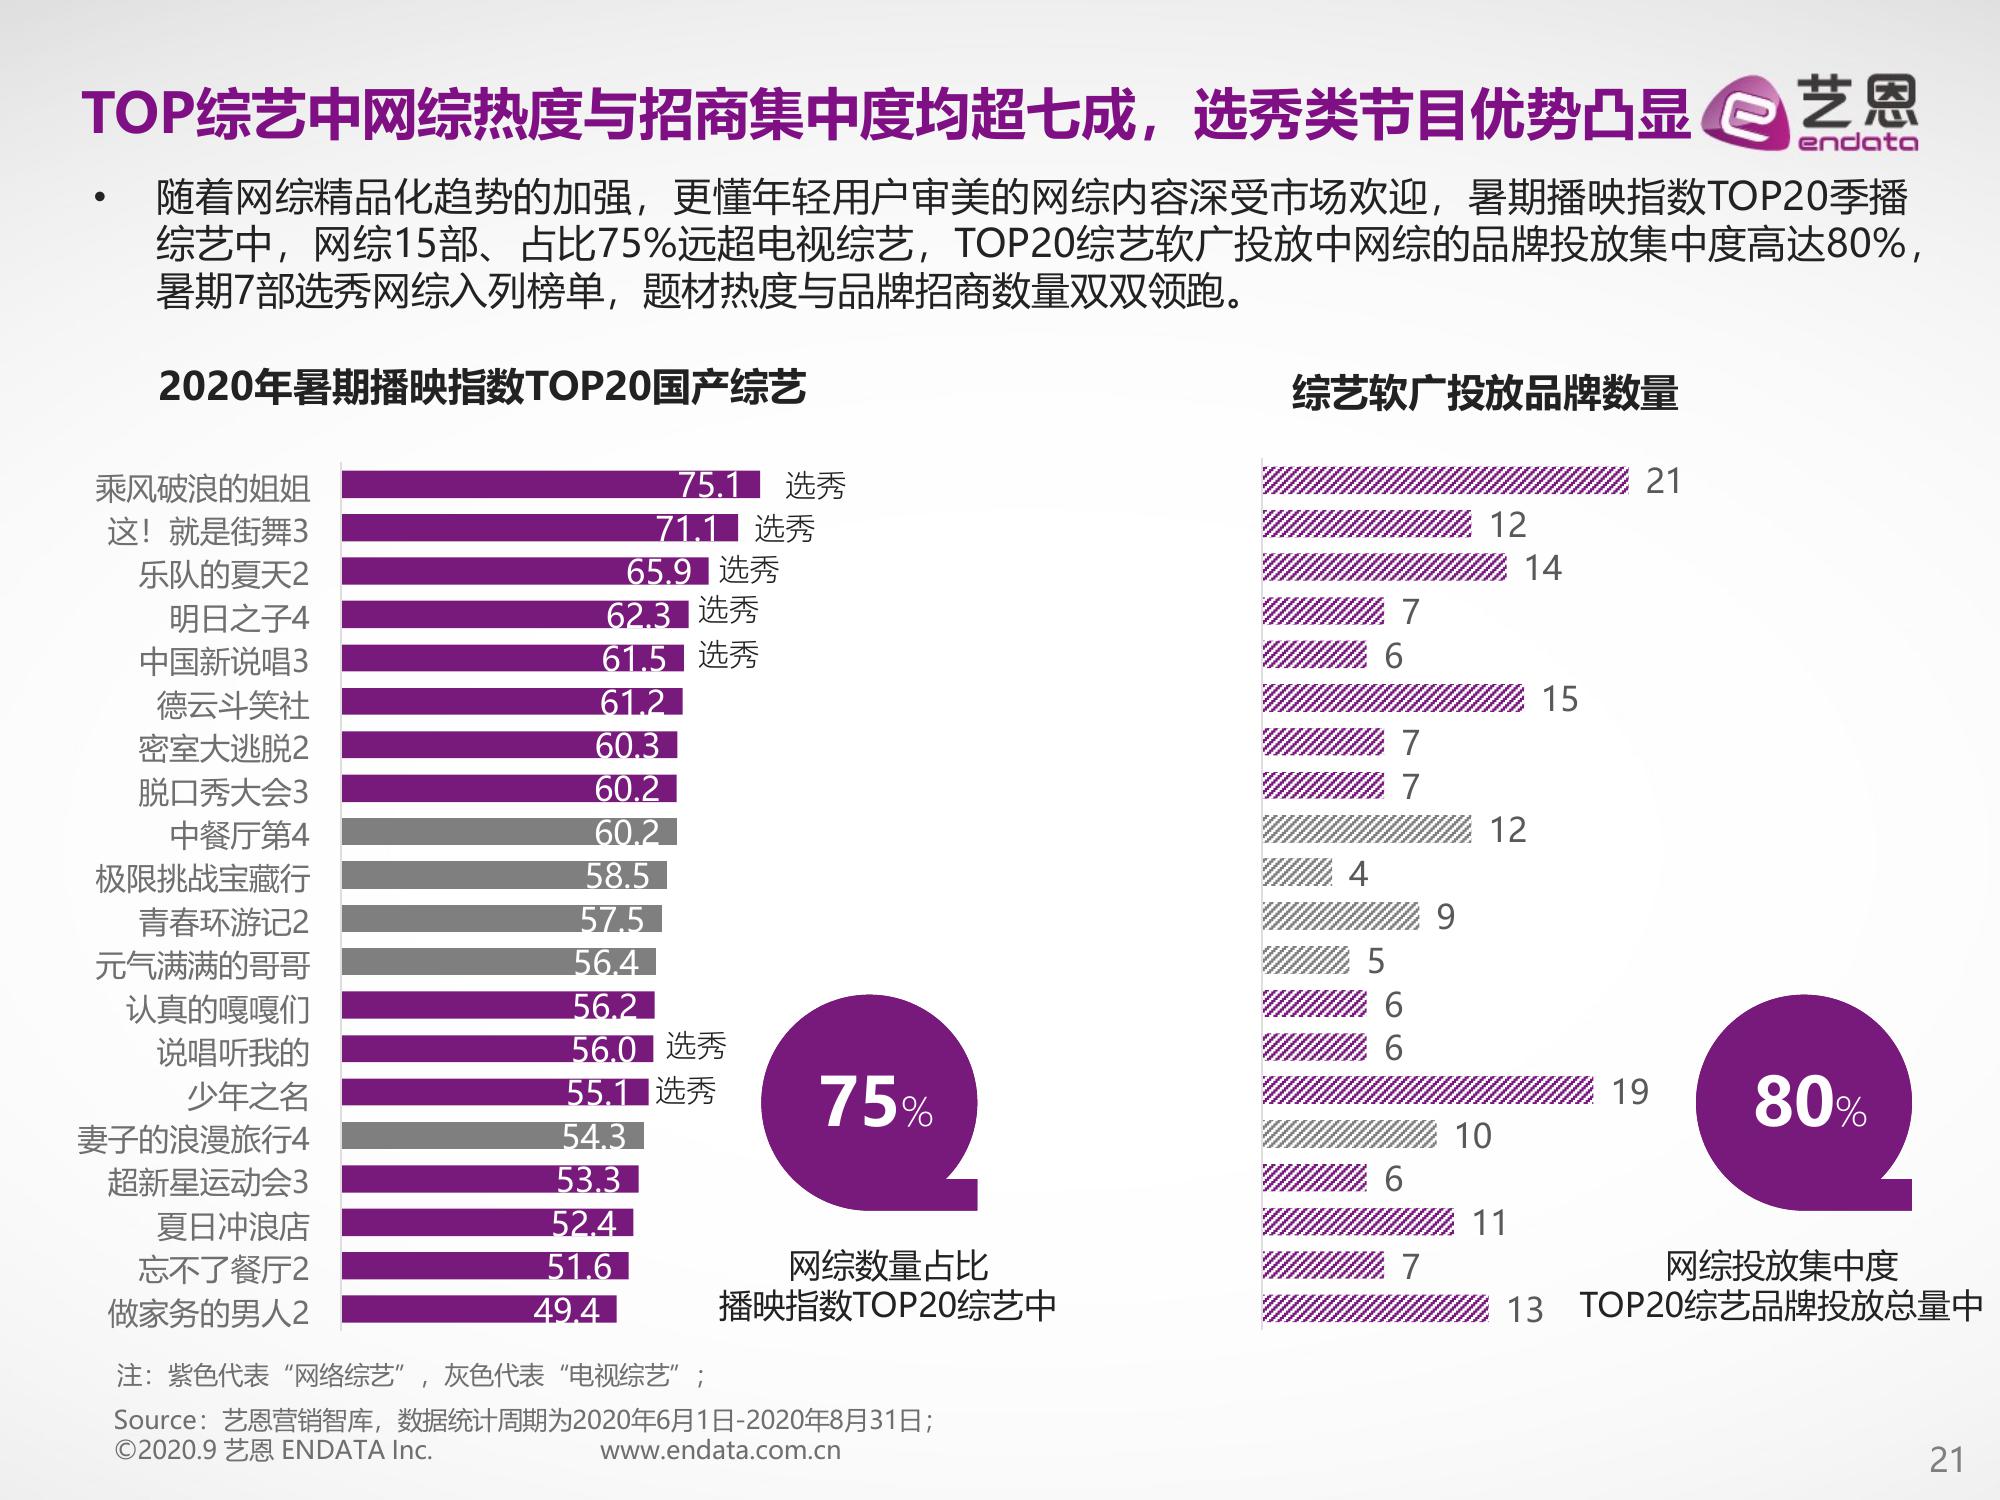 TOP综艺中网综热度与招商集中度均超七成，选秀类节目优势凸显
艺恩
endata
• 随着网综精品化趋势的加强，更懂年轻用户审美的网综内容深受市场欢迎，暑期播映指数TOP20季播
综艺中，网综15部、占比75%远超电视综艺，TOP20综艺软广投放中网综的品牌投放集中度高达80%，
暑期7部选秀网综入列榜单，题材热度与品牌招商数量双双领跑。
2020年暑期播映指数TOP20国产综艺
乘风破浪的姐姐 75.1 选秀
这！就是街舞3 71.1 选秀
乐队的夏天2 65.9 选秀
明日之子4 62.3 选秀
中国新说唱3 61.5 选秀
德云斗笑社 61.2
密室大逃脱2 60.3
脱口秀大会3 60.2
中餐厅第4 60.2
极限挑战宝藏行 58.5
青春环游记2 57.5
元气满满的哥哥 56.4
认真的嘎嘎们 56.2
说唱听我的 56.0 选秀
少年之名 55.1 选秀
妻子的浪漫旅行4 54.3
超新星运动会3 53.3
夏日冲浪店 52.4
忘不了餐厅2 51.6
做家务的男人2 49.4
75%
网综数量占比
播映指数TOP20综艺中
综艺软广投放品牌数量
21
12
14
7
6
15
7
7
12
4
9
5
6
6
19
10
6
11
7
13
80%
网综投放集中度
TOP20综艺品牌投放总量中
注：紫色代表“网络综艺”，灰色代表“电视综艺”；
Source：艺恩营销智库，数据统计周期为2020年6月1日-2020年8月31日；
©2020.9 艺恩 ENDATA Inc. www.endata.com.cn
21